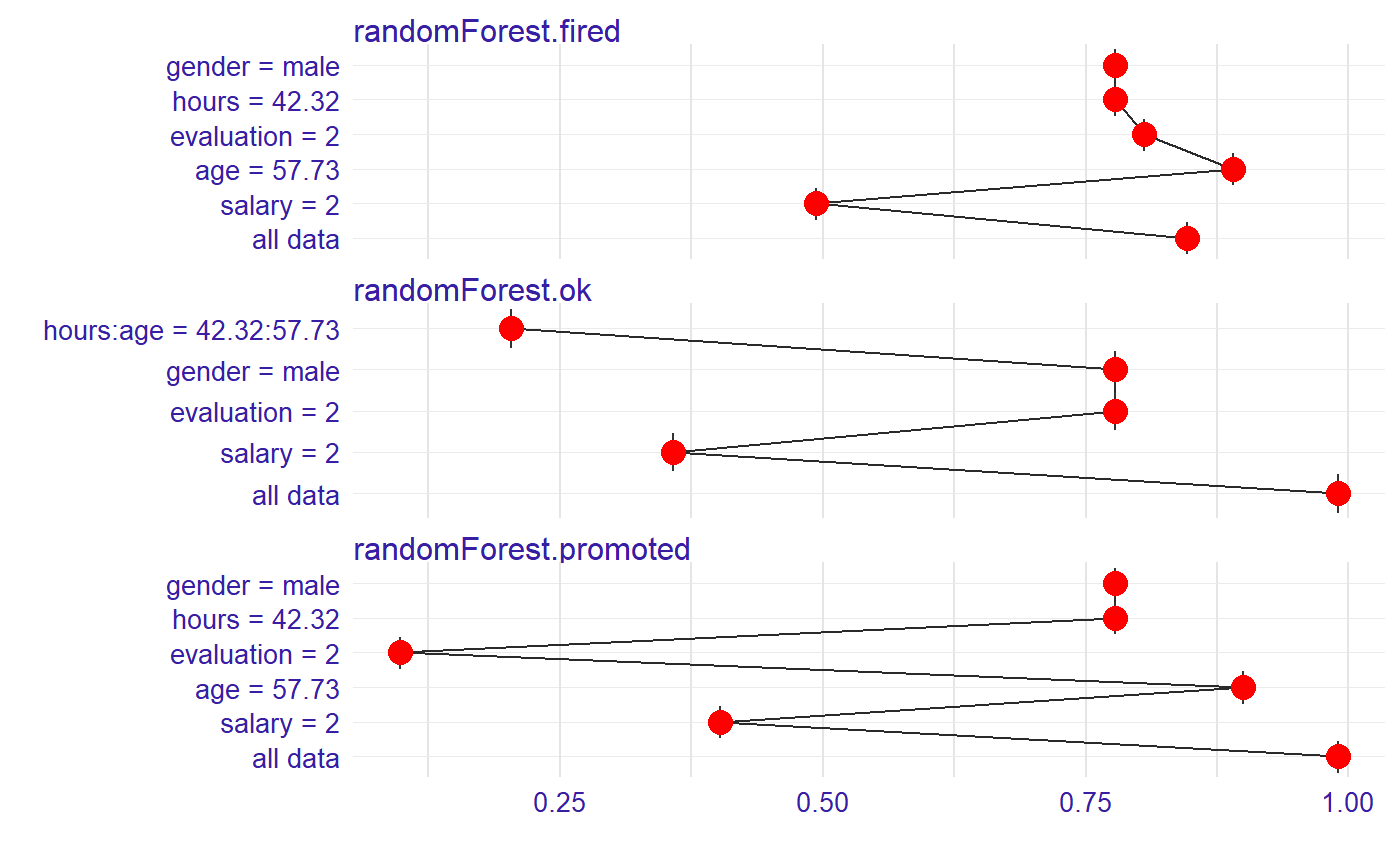 randomForest.fired
gender = male
hours = 42.32
evaluation = 2
age = 57.73
salary = 2
all data
randomForest.ok
hours:age = 42.32:57.73
gender = male
evaluation = 2
salary = 2
all data
randomForest.promoted
gender = male
hours = 42.32
evaluation = 2
age = 57.73
salary = 2
all data
0.25 0.50 0.75 1.00